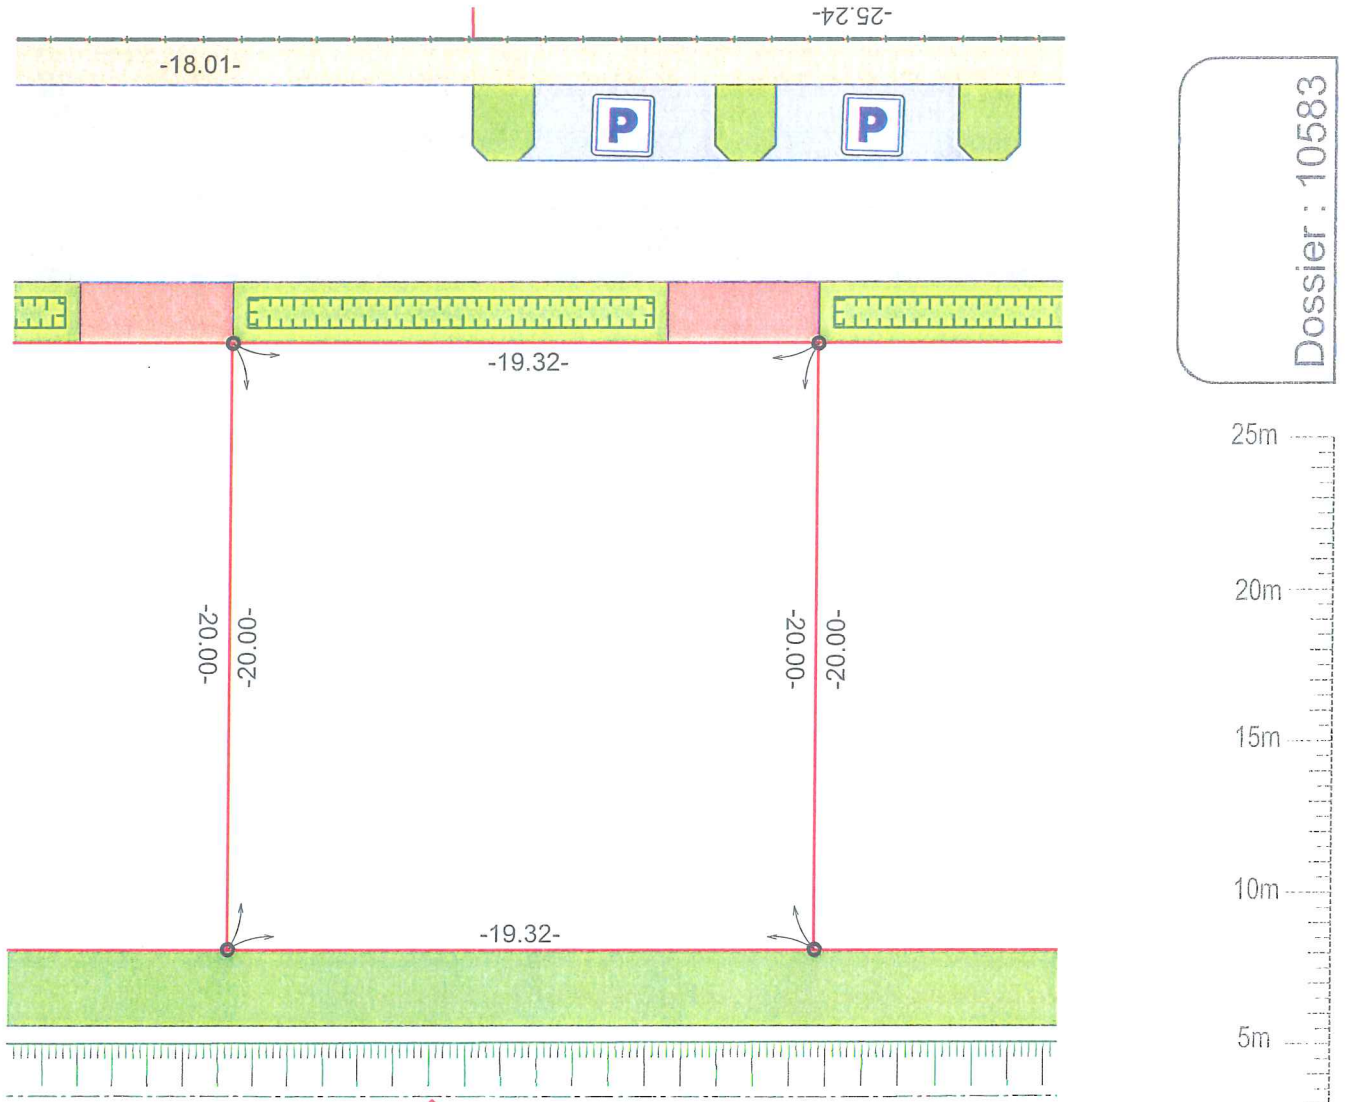 -25.24-
-18.01-
P
P
Dossier : 10583
-19.32-
25m
20m
-20.00-
-20.00-
-20.00-
-20.00-
15m
10m
-19.32-
5m